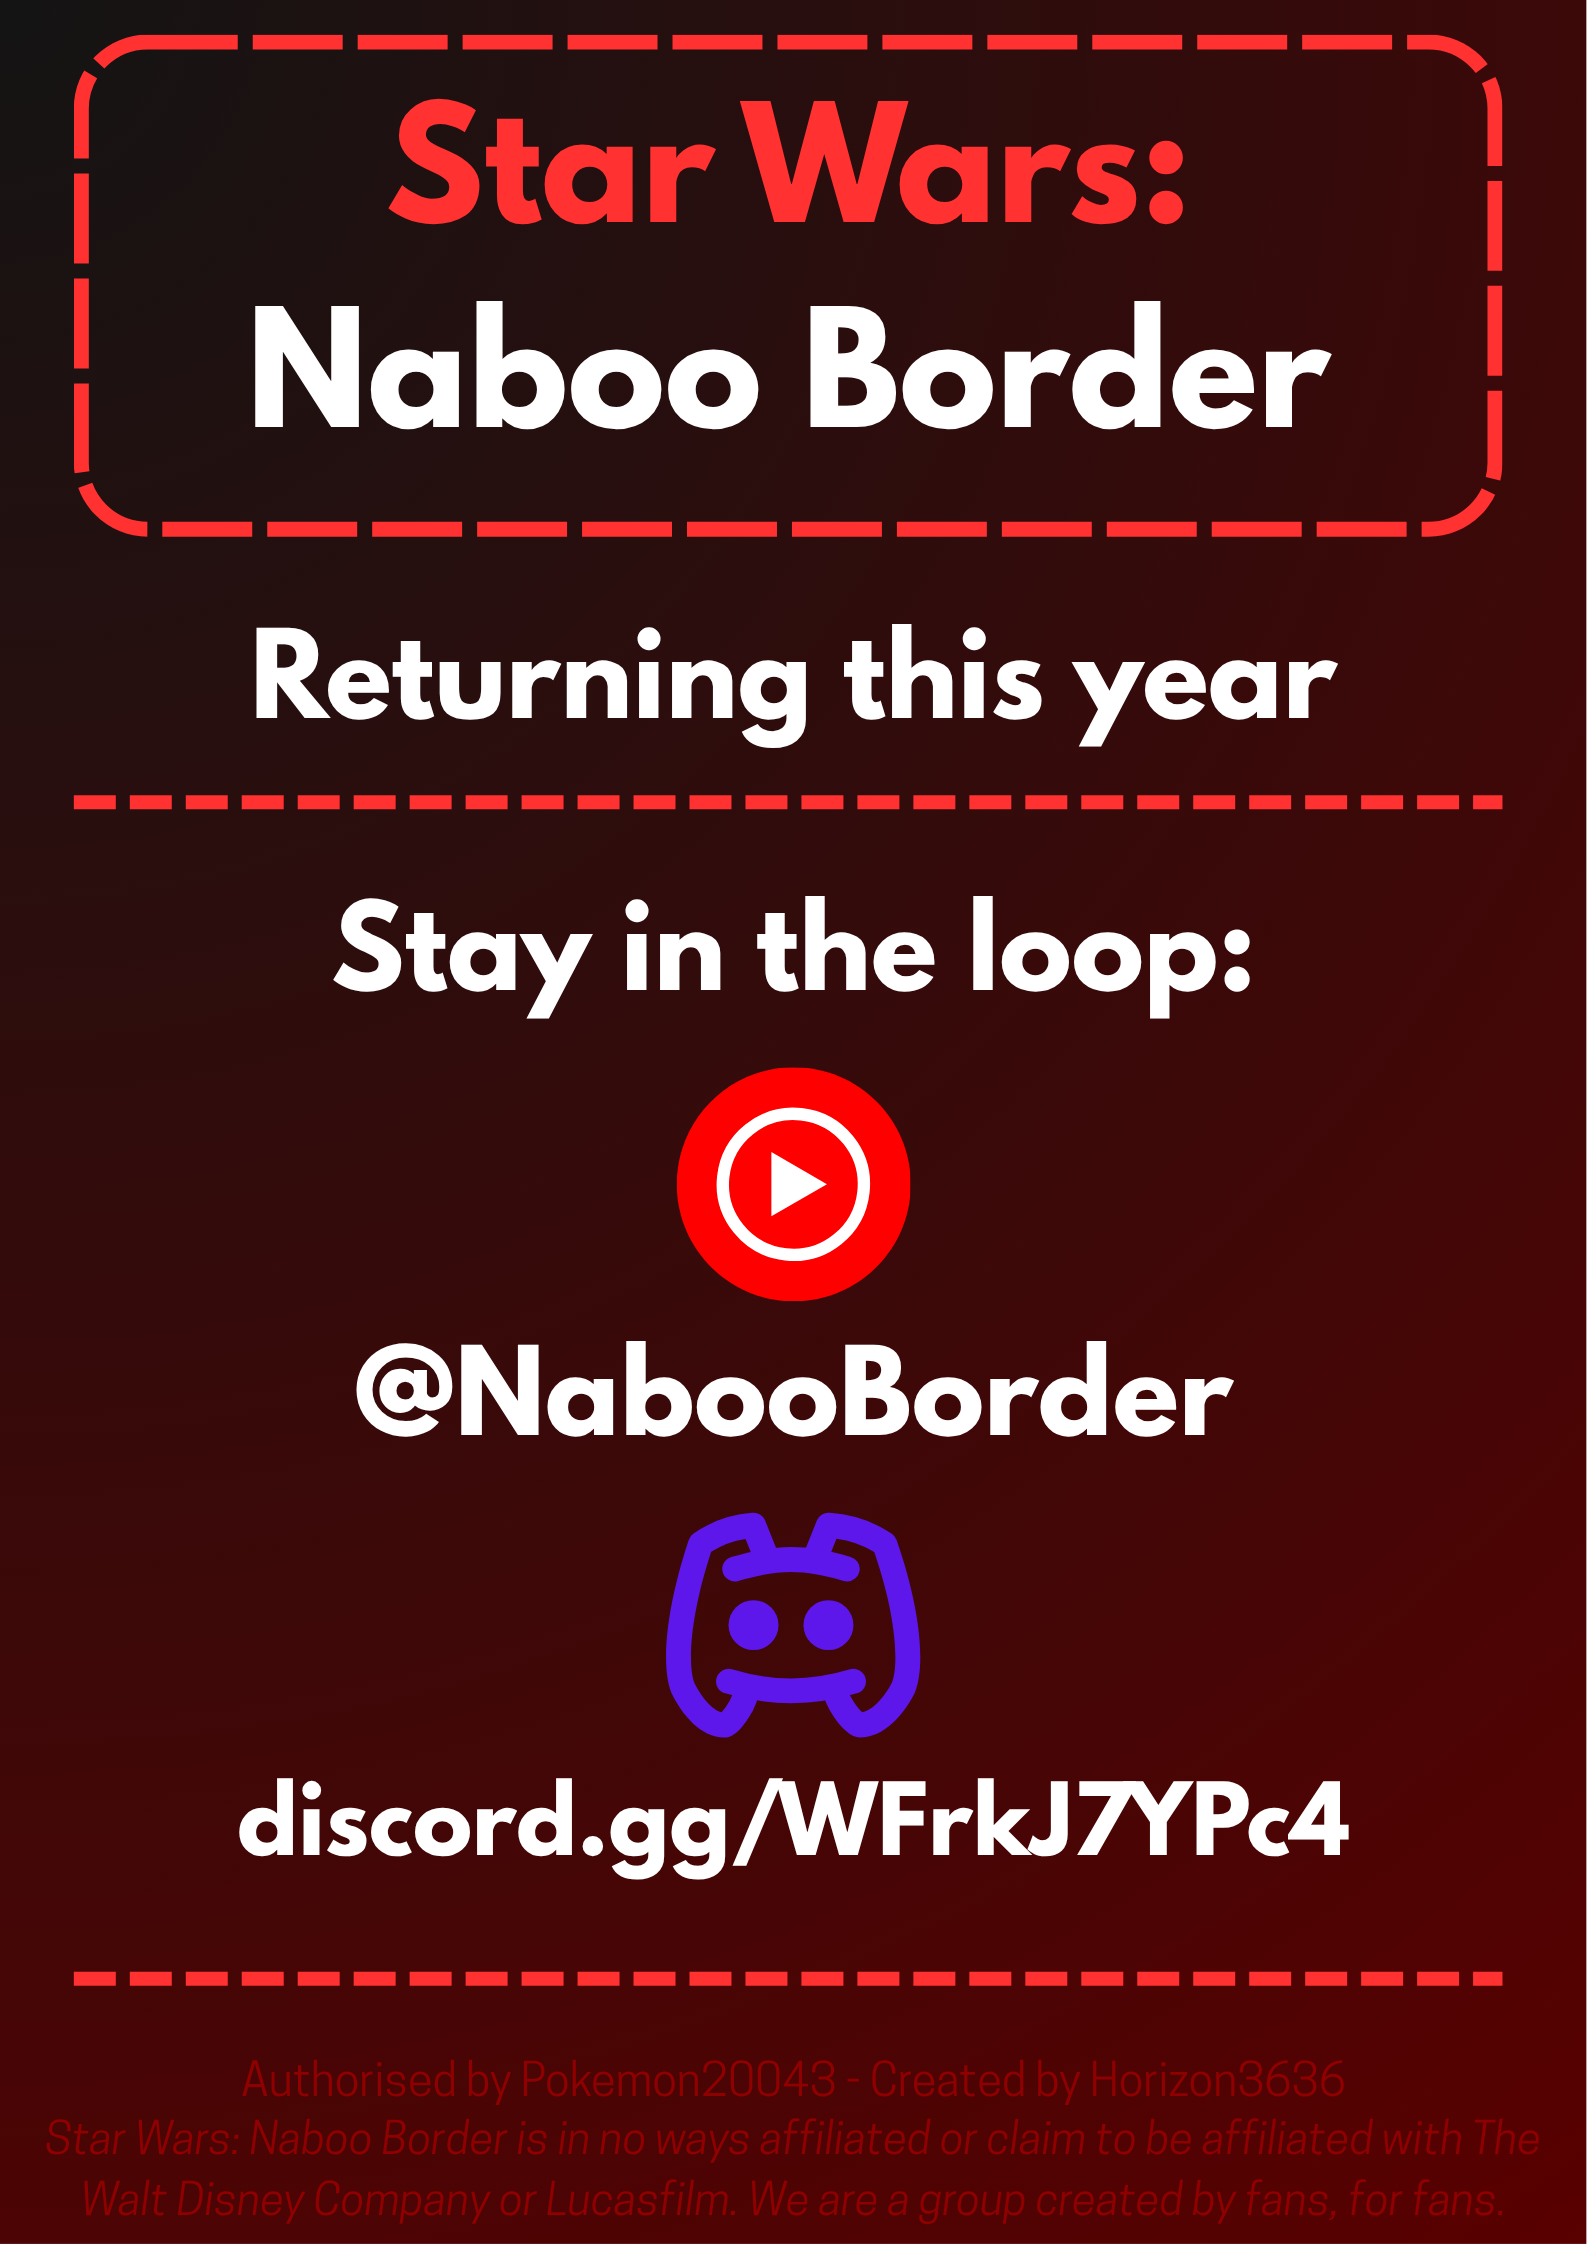 Star Wars:
Naboo Border
Returning this year
Stay in the loop:
@NabooBorder
discord.gg/WFrkJ7YPc4
Authorised by Pokemon20043 - Created by Horizon3636
Star Wars: Naboo Border is in no ways affiliated or claim to be affiliated with The
Walt Disney Company or Lucasfilm. We are a group created by fans, for fans.